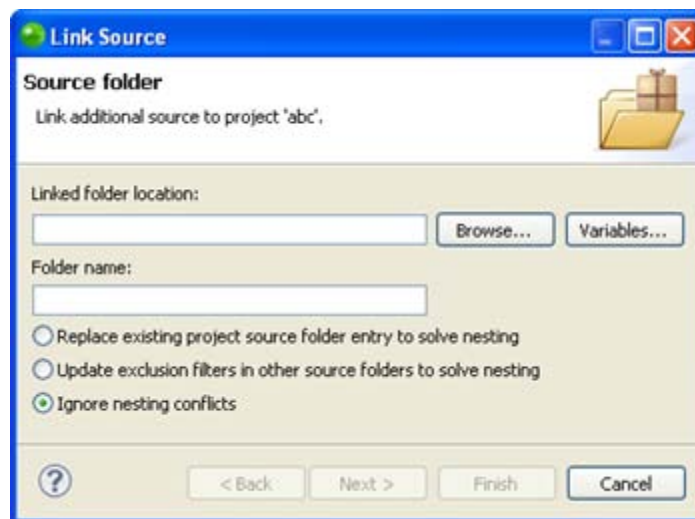 Link Source
Source folder
Link additional source to project 'abc'.
Linked folder location:
Browse... Variables...
Folder name:
Replace existing project source folder entry to solve nesting
Update exclusion filters in other source folders to solve nesting
Ignore nesting conflicts
? < Back Next > Finish Cancel